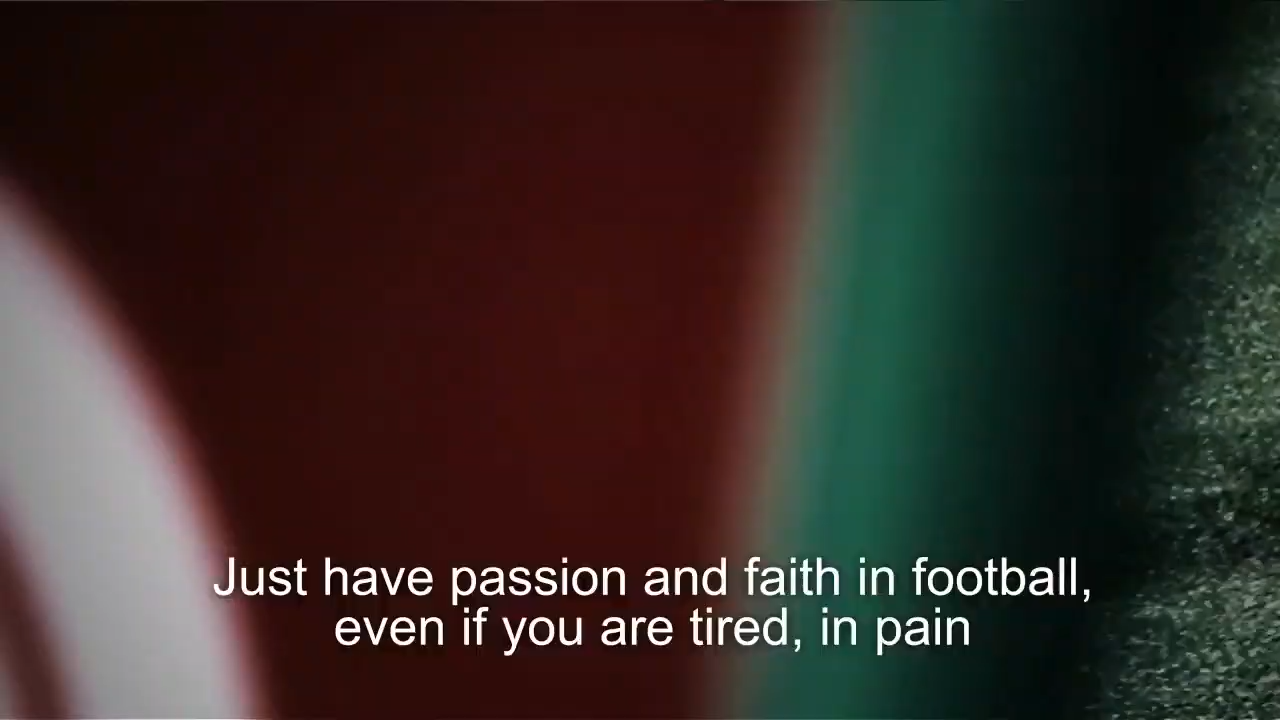 Just have passion and faith in football,
even if you are tired, in pain